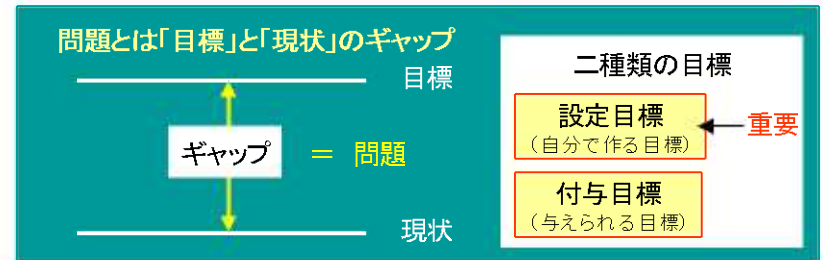 問題とは「目標」と「現状」のギャップ
目標
ギャップ ＝ 問題
現状
二種類の目標
設定目標
（自分で作る目標）
重要
付与目標
（与えられる目標）